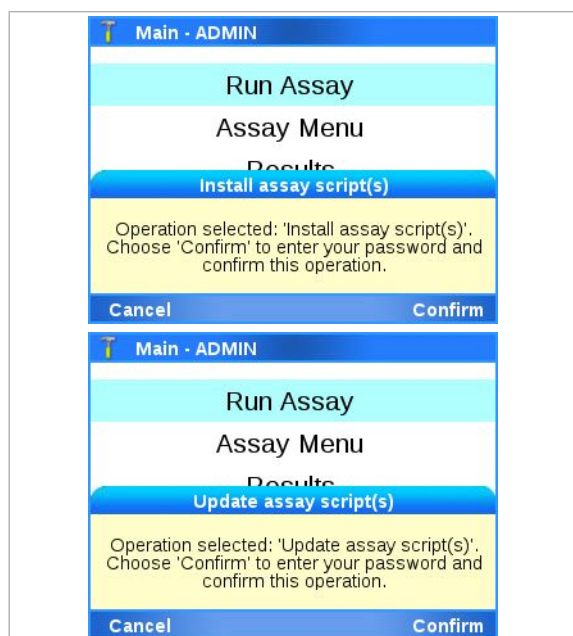 Main - ADMIN
Run Assay
Assay Menu
Results
Install assay script(s)
Operation selected: 'Install assay script(s)'.
Choose 'Confirm' to enter your password and
confirm this operation.
Cancel Confirm
Main - ADMIN
Run Assay
Assay Menu
Results
Update assay script(s)
Operation selected: 'Update assay script(s)'.
Choose 'Confirm' to enter your password and
confirm this operation.
Cancel Confirm